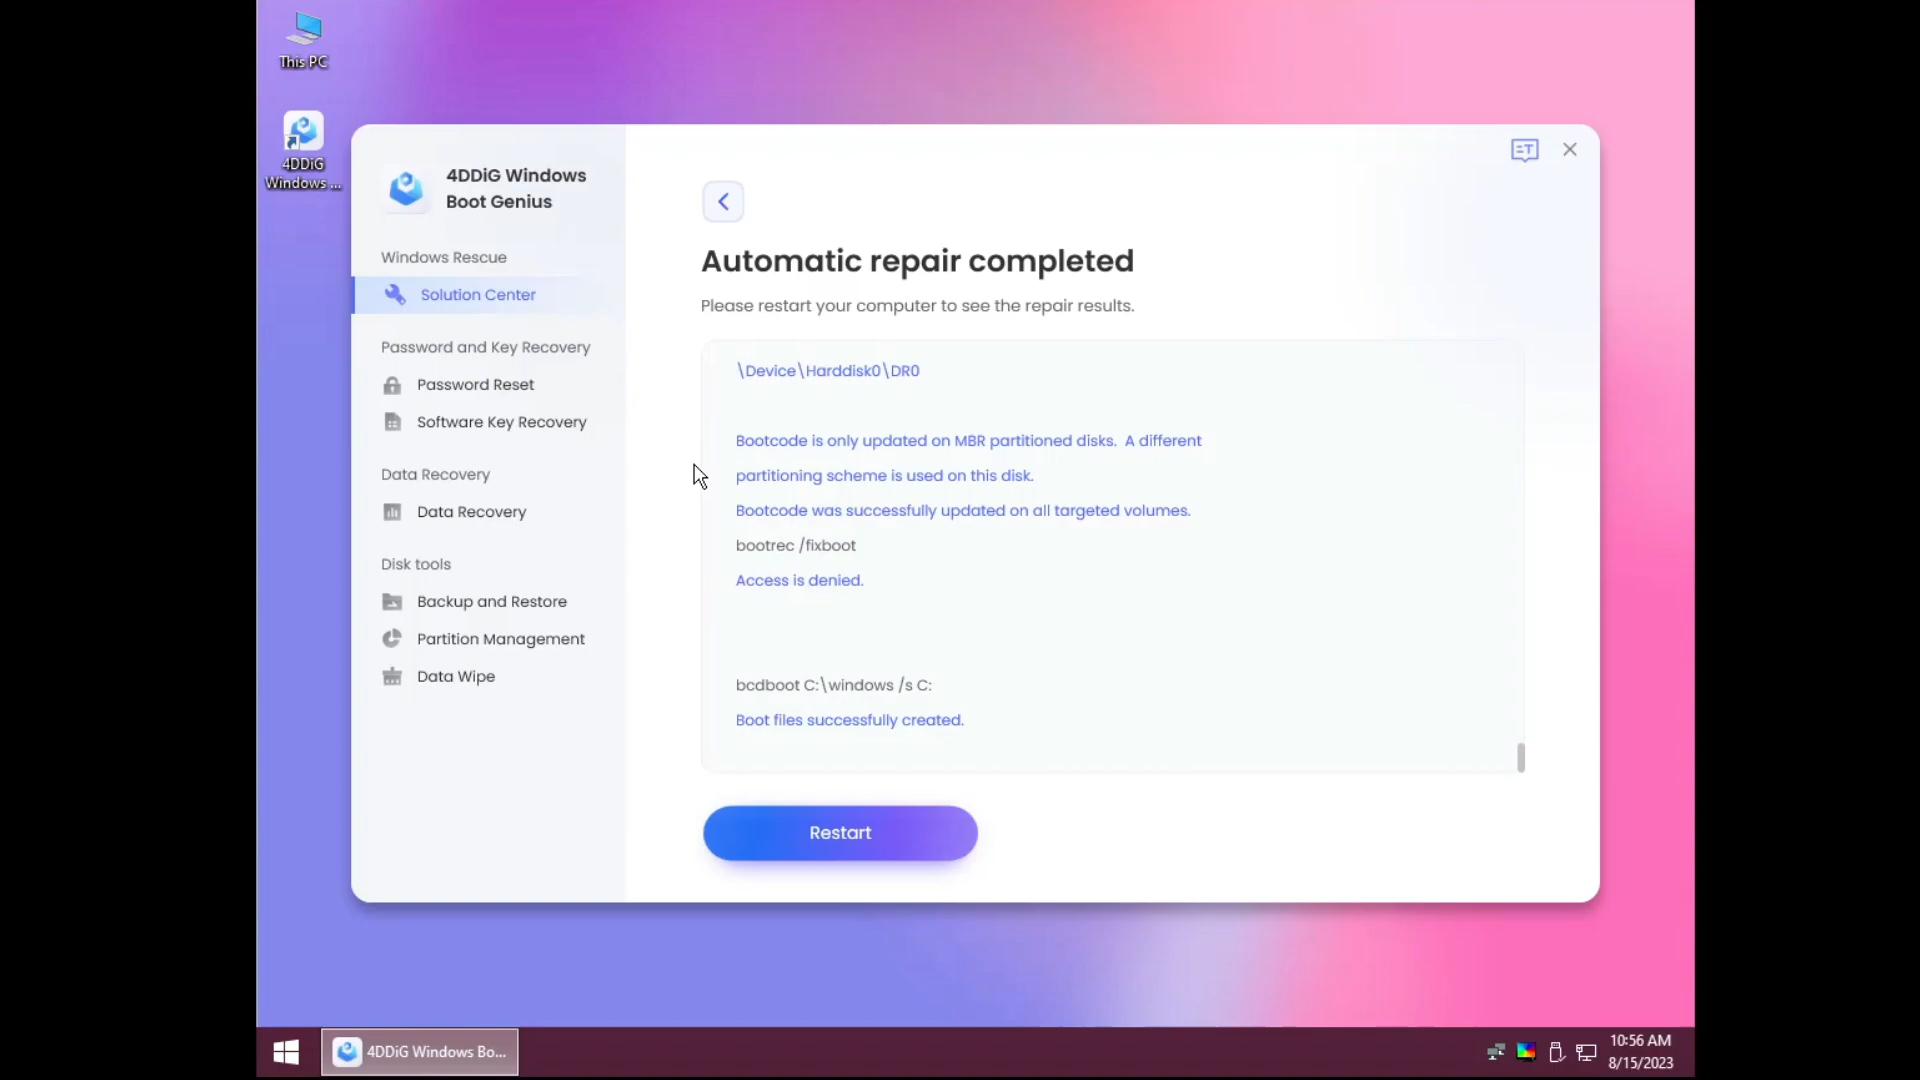 This PC
4DDiG
Windows ...
4DDiG Windows
Boot Genius
Windows Rescue
Solution Center
Password and Key Recovery
Password Reset
Software Key Recovery
Data Recovery
Data Recovery
Disk tools
Backup and Restore
Partition Management
Data Wipe
Automatic repair completed
Please restart your computer to see the repair results.
\Device\Harddisk0\DR0
Bootcode is only updated on MBR partitioned disks.  A different
partitioning scheme is used on this disk.
Bootcode was successfully updated on all targeted volumes.
bootrec /fixboot
Access is denied.
bcdboot C:\windows /s C:
Boot files successfully created.
Restart
4DDiG Windows Bo...
10:56 AM
8/15/2023